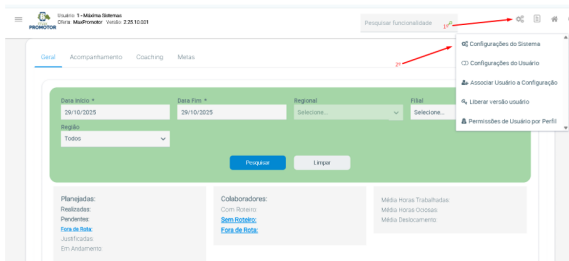 Usuário: 1 - Máxima Sistemas
Oferta: MaxPromotor Versão: 2.25.10.001
PROMOTOR
Pesquisar funcionalidade
1º
2º
Configurações do Sistema
Configurações do Usuário
Associar Usuário a Configuração
Liberar versão usuário
Permissões de Usuário por Perfil
Geral Acompanhamento Coaching Metas
Data Início * Data Fim * Regional Filial
29/10/2025 29/10/2025 Selecione... Selecione...
Região
Todos
Pesquisar Limpar
Planejadas: Colaboradores: Média Horas Trabalhadas:
Realizados: Com Roteiro: Média Horas Ociosas:
Pendentes: Sem Roteiro: Média Deslocamento:
Fora de Rota: Fora de Rota:
Justificadas:
Em Andamento: